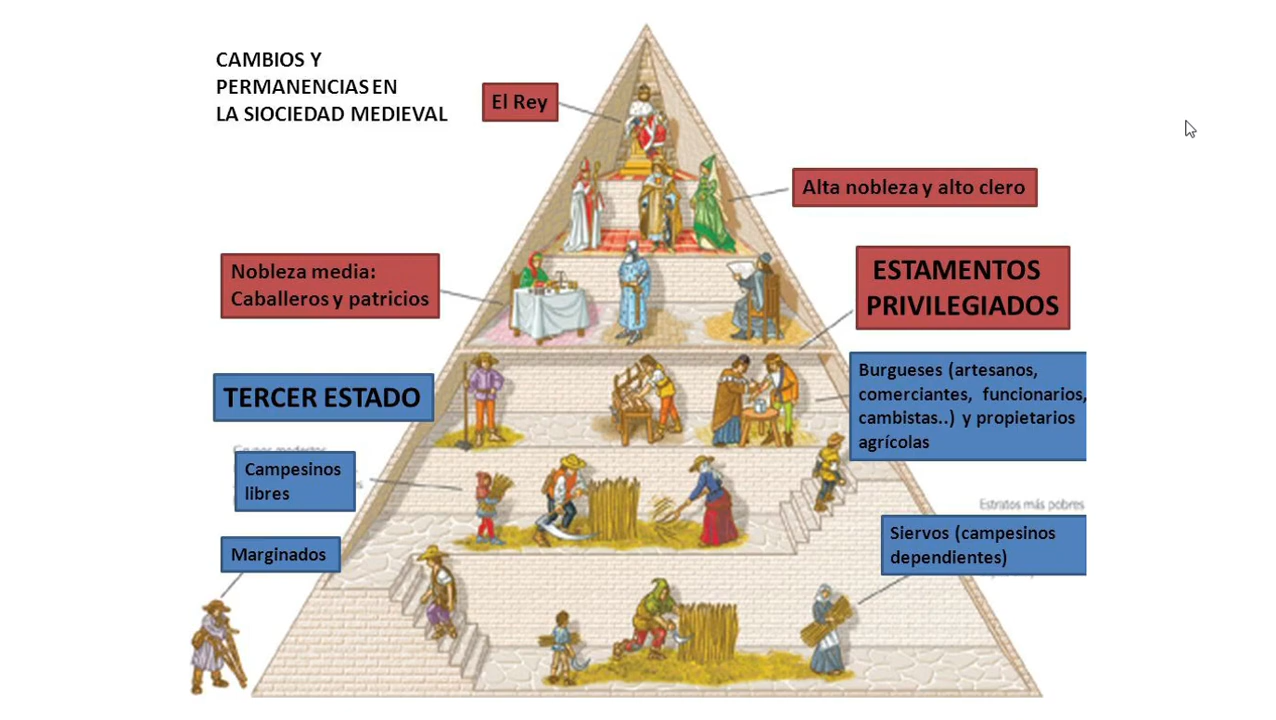 CAMBIOS Y
PERMANENCIAS EN
LA SIOCIEDAD MEDIEVAL
El Rey
Alta nobleza y alto clero
Nobleza media:
Caballeros y patricios
ESTAMENTOS
PRIVILEGIADOS
TERCER ESTADO
Burgueses (artesanos,
comerciantes, funcionarios,
cambistas..) y propietarios
agrícolas
Campesinos
libres
Estratos más pobres
Siervos (campesinos
dependientes)
Marginados